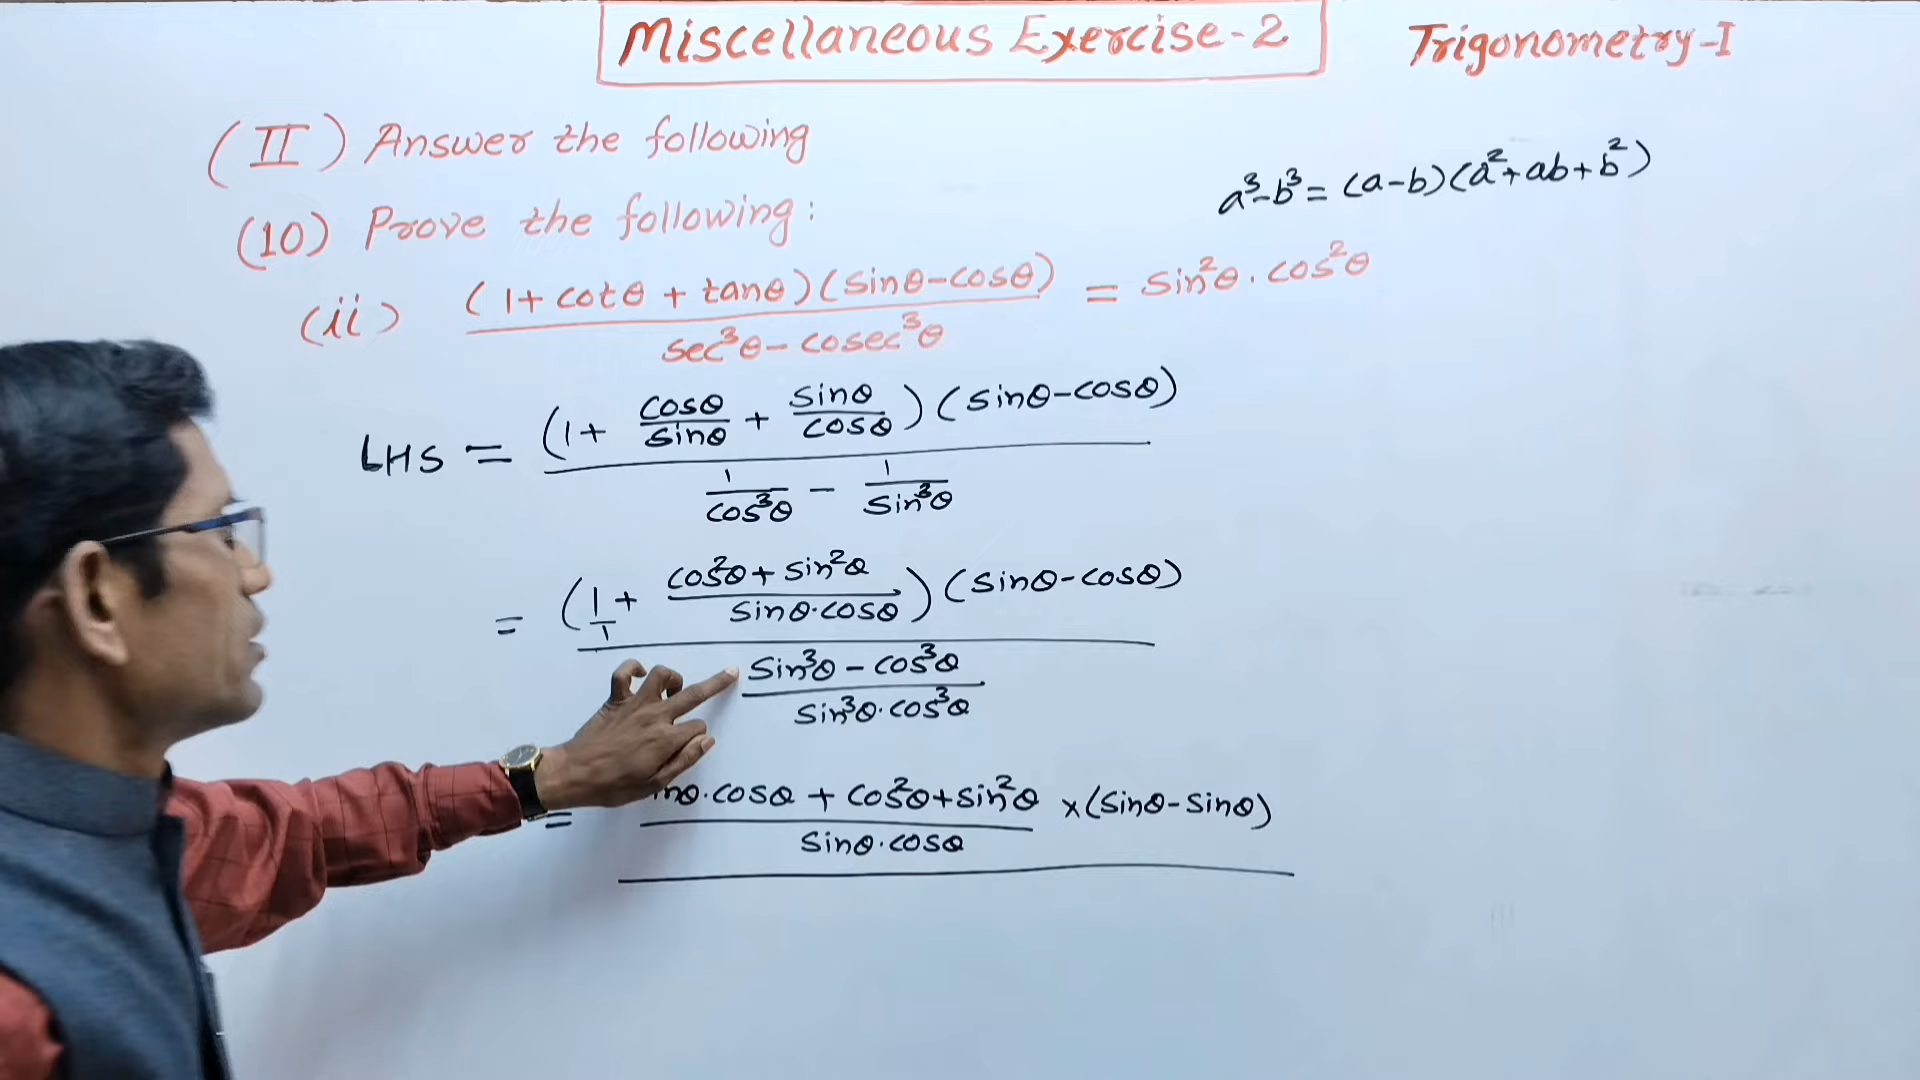 Miscellaneous Exercise-2
Trigonometry-I
(II) Answer the following
a³-b³= (a-b)(a²+ab+b²)
(10) Prove the following:
(ii) (1+cotθ+tanθ)(sinθ-cosθ) / sec³θ-cosec³θ = sin²θ.cos²θ
LHS = (1+ cosθ/sinθ + sinθ/cosθ)(sinθ-cosθ) / 1/cos³θ - 1/sin³θ
= (1/1 + cos²θ+sin²θ / sinθ.cosθ)(sinθ-cosθ) / sin³θ-cos³θ / sin³θ.cos³θ
= .cosθ + cos²θ+sin²θ / sinθ.cosθ ×(sinθ-sinθ)